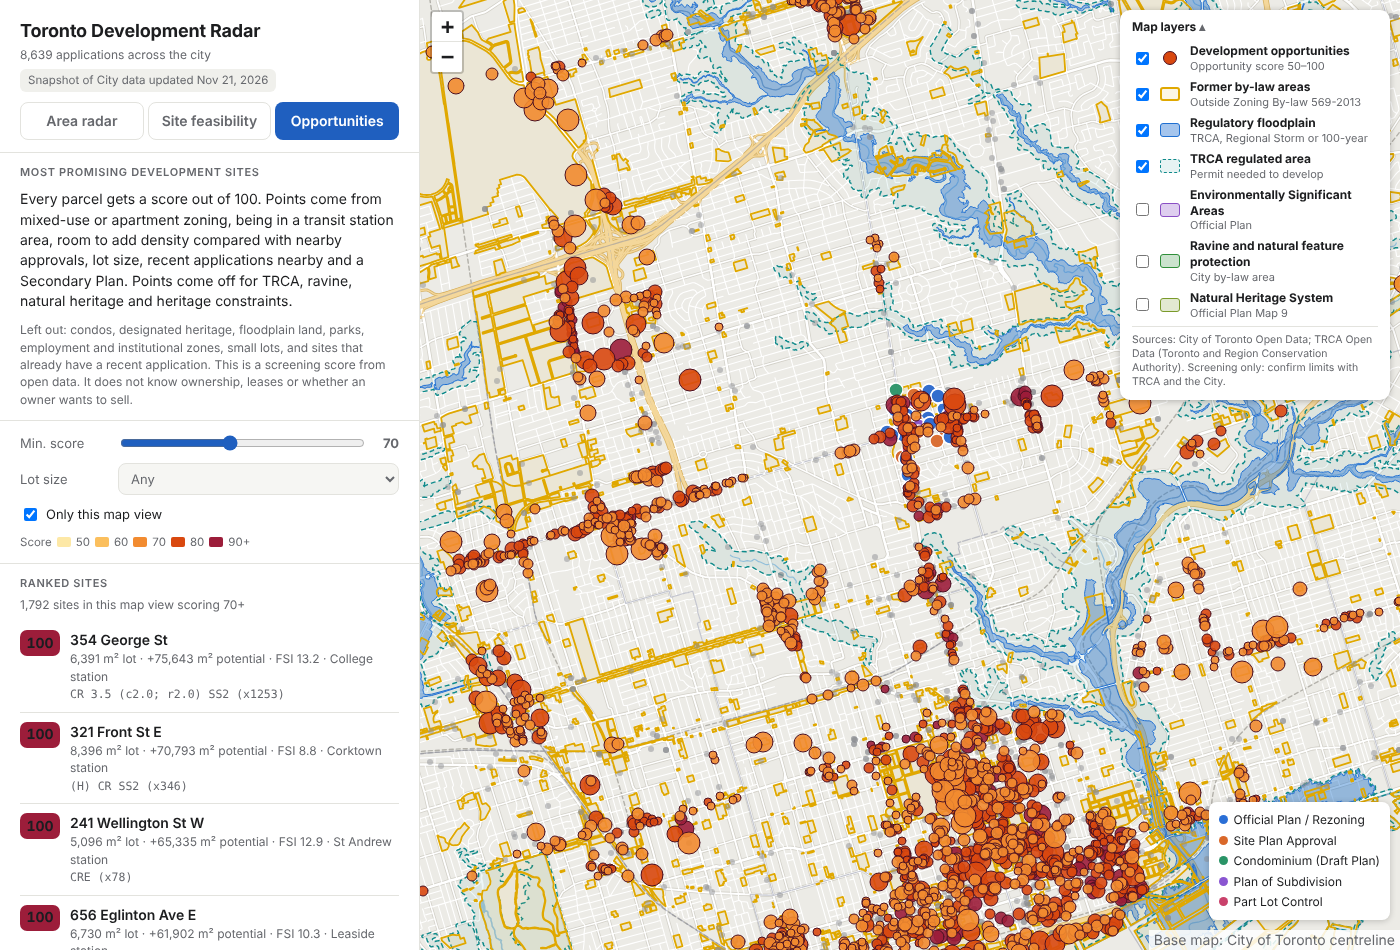 Toronto Development Radar
8,639 applications across the city
Snapshot of City data updated Nov 21, 2026
Area radar
Site feasibility
Opportunities
MOST PROMISING DEVELOPMENT SITES
Every parcel gets a score out of 100. Points come from
mixed-use or apartment zoning, being in a transit station
area, room to add density compared with nearby
approvals, lot size, recent applications nearby and a
Secondary Plan. Points come off for TRCA, ravine,
natural heritage and heritage constraints.
Left out: condos, designated heritage, floodplain land, parks,
employment and institutional zones, small lots, and sites that
already have a recent application. This is a screening score from
open data. It does not know ownership, leases or whether an
owner wants to sell.
Min. score
70
Lot size
Any
Only this map view
Score 50 60 70 80 90+
RANKED SITES
1,792 sites in this map view scoring 70+
100
354 George St
6,391 m² lot · +75,643 m² potential · FSI 13.2 · College
station
CR 3.5 (c2.0; r2.0) SS2 (x1253)
100
321 Front St E
8,396 m² lot · +70,793 m² potential · FSI 8.8 · Corktown
station
(H) CR SS2 (x346)
100
241 Wellington St W
5,096 m² lot · +65,335 m² potential · FSI 12.9 · St Andrew
station
CRE (x78)
100
656 Eglinton Ave E
6,730 m² lot · +61,902 m² potential · FSI 10.3 · Leaside
station
+
−
Map layers ▴
Development opportunities
Opportunity score 50–100
Former by-law areas
Outside Zoning By-law 569-2013
Regulatory floodplain
TRCA, Regional Storm or 100-year
TRCA regulated area
Permit needed to develop
Environmentally Significant
Areas
Official Plan
Ravine and natural feature
protection
City by-law area
Natural Heritage System
Official Plan Map 9
Sources: City of Toronto Open Data; TRCA Open
Data (Toronto and Region Conservation
Authority). Screening only: confirm limits with
TRCA and the City.
Official Plan / Rezoning
Site Plan Approval
Condominium (Draft Plan)
Plan of Subdivision
Part Lot Control
Base map: City of Toronto centreline